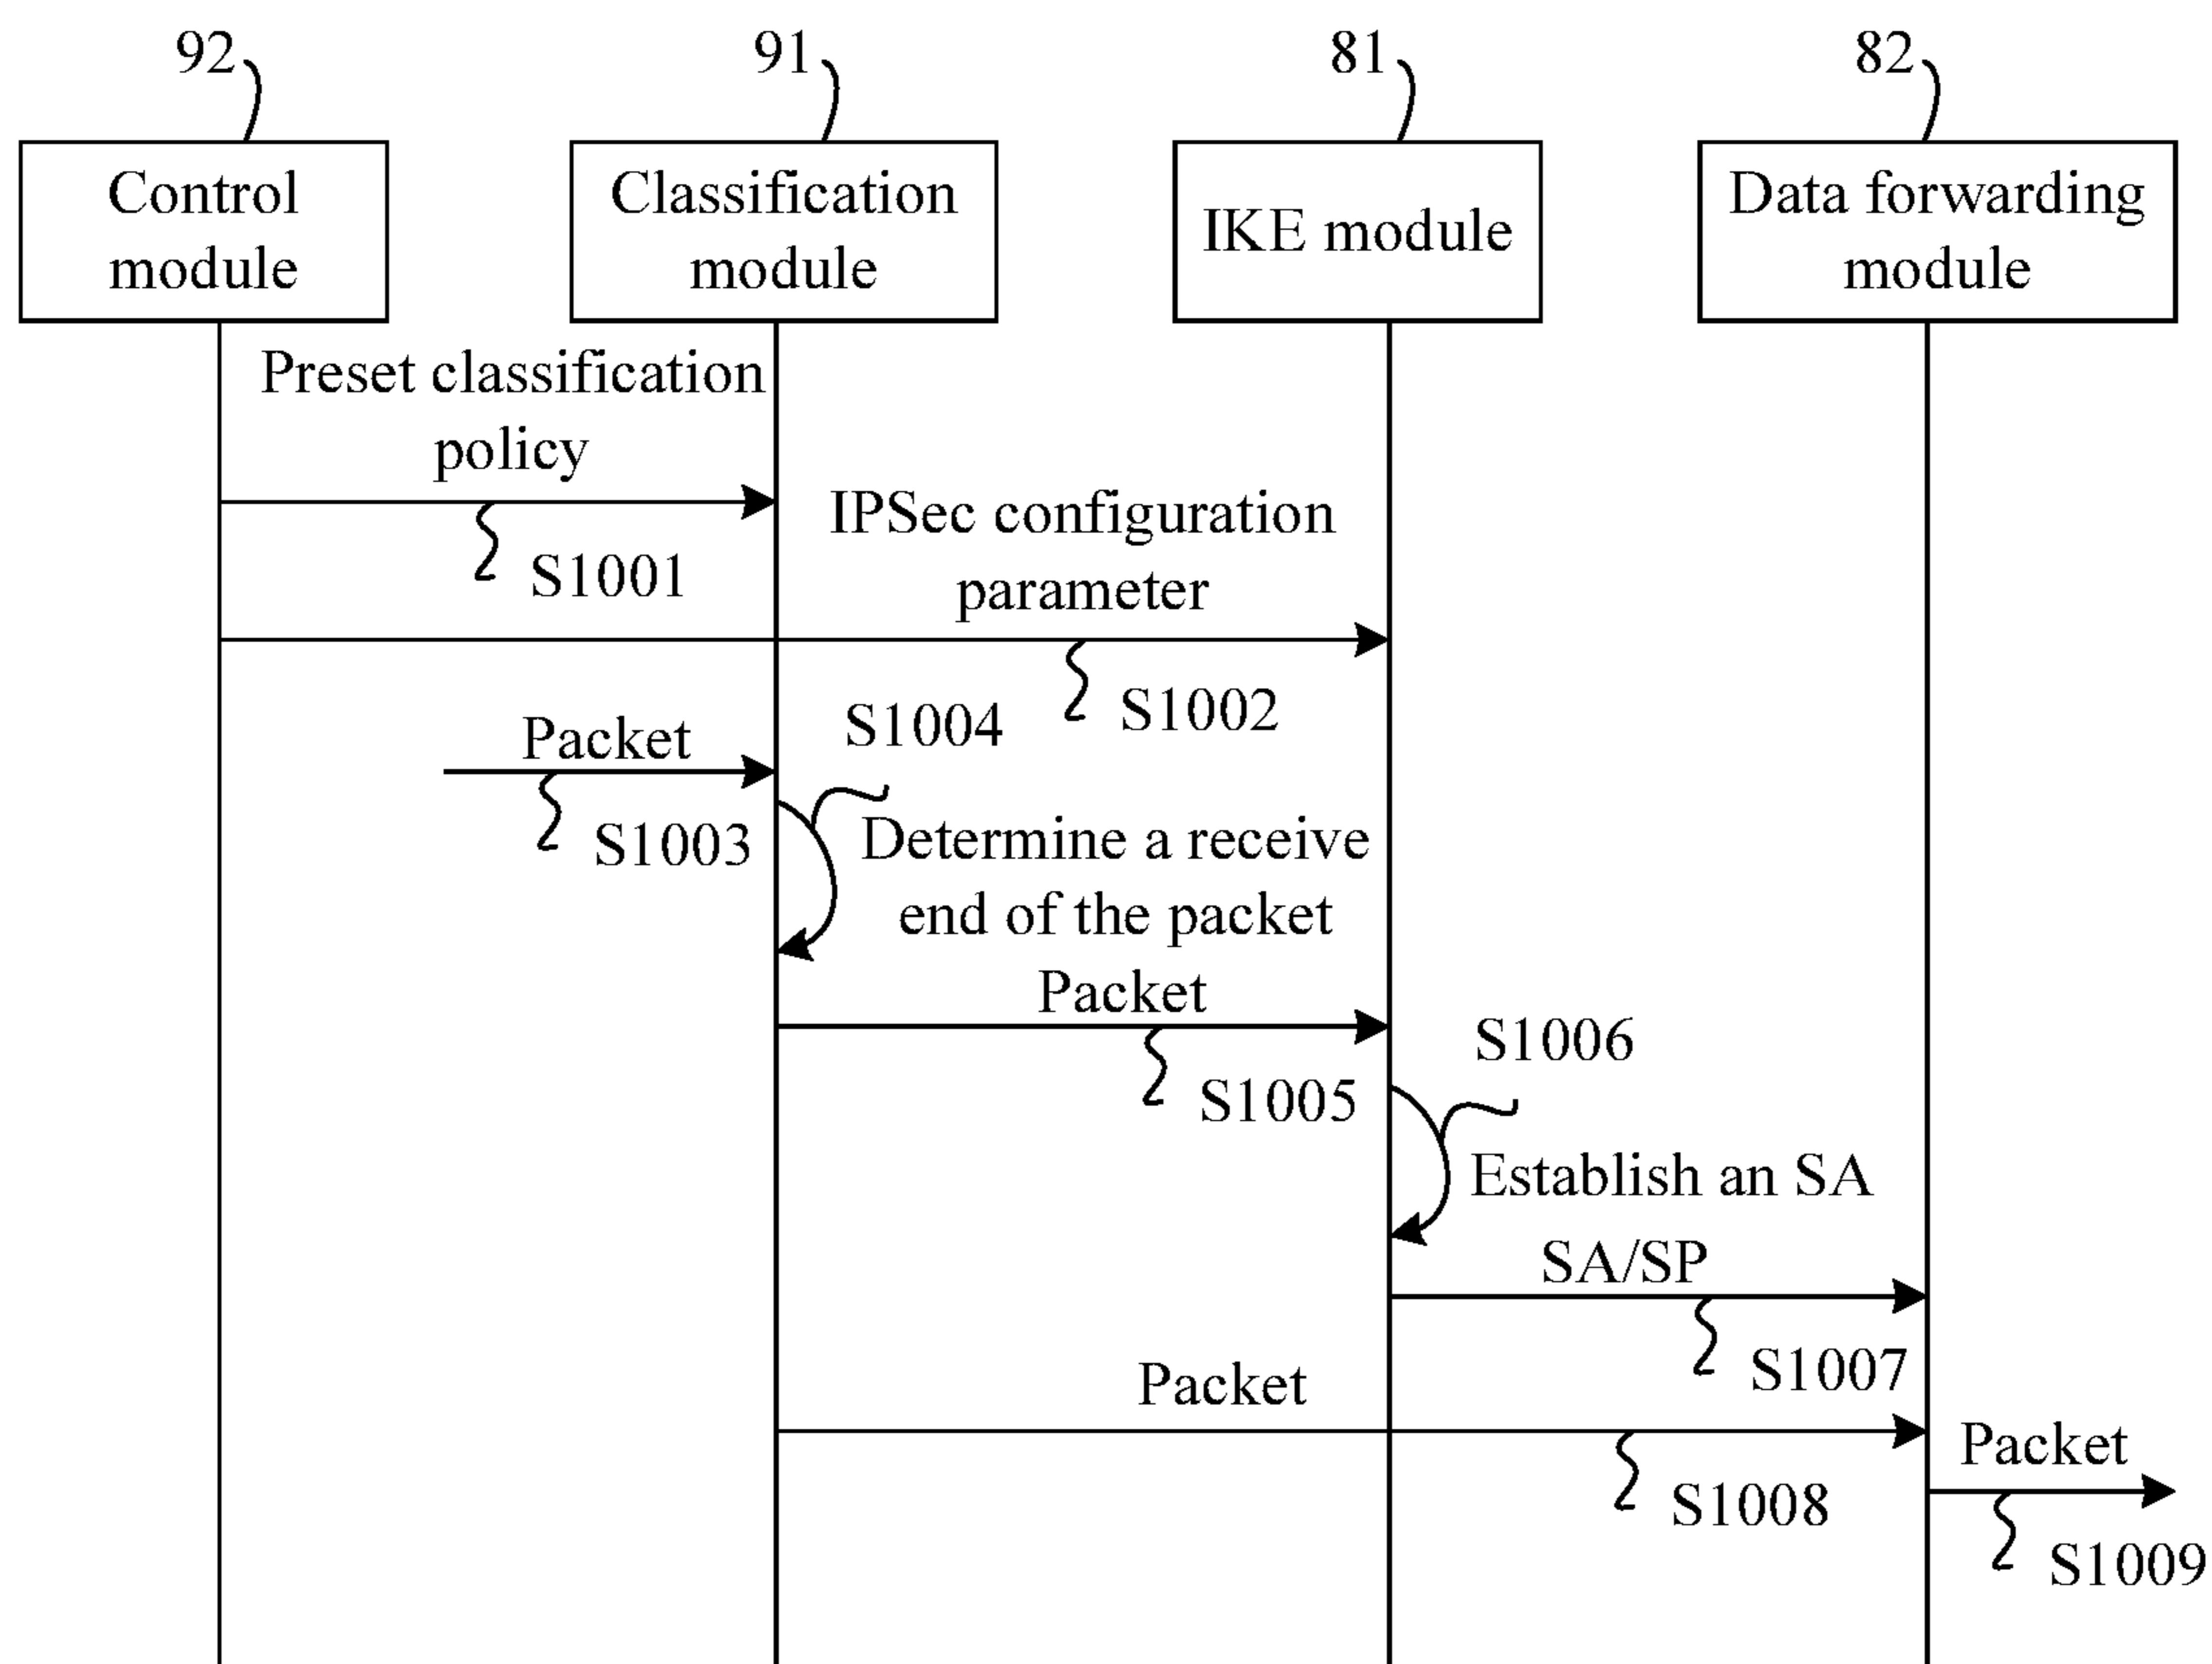 92
91
81
82
Control
module
Classification
module
IKE module
Data forwarding
module
Preset classification
policy
S1001
IPSec configuration
parameter
S1002
Packet
S1003
S1004
Determine a receive
end of the packet
Packet
S1005
S1006
Establish an SA
SA/SP
S1007
Packet
S1008
Packet
S1009